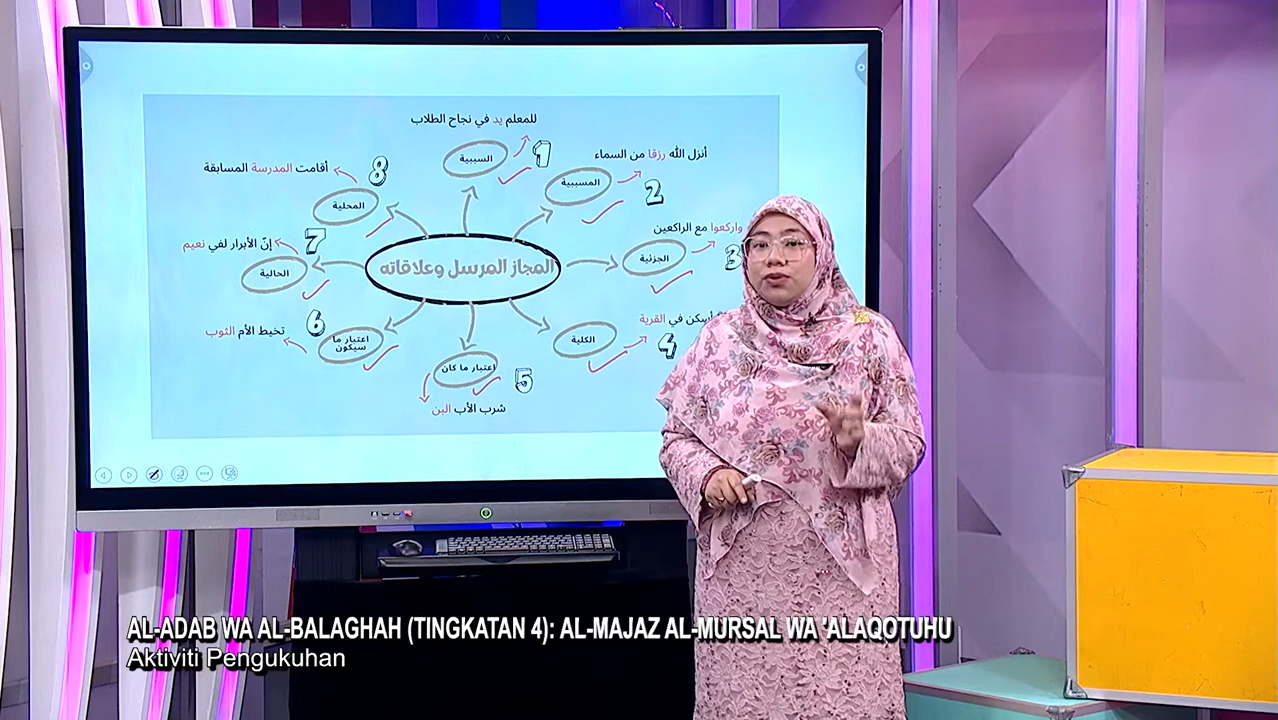 للمعلم يد في نجاح الطلاب
السببية
1
أنزل الله رزقا من السماء
المسببية
2
واركعوا مع الراكعين
الجزئية
3
أسكن في القرية
الكلية
4
اعتبار ما كان
5
شرب الأب البن
6
تخيط الأم الثوب
اعتبار ما
سيكون
7
إنّ الأبرار لفي نعيم
الحالية
8
أقامت المدرسة المسابقة
المحلية
المجاز المرسل وعلاقاته
AL-ADAB WA AL-BALAGHAH (TINGKATAN 4): AL-MAJAZ AL-MURSAL WA 'ALAQOTUHU
Aktiviti Pengukuhan